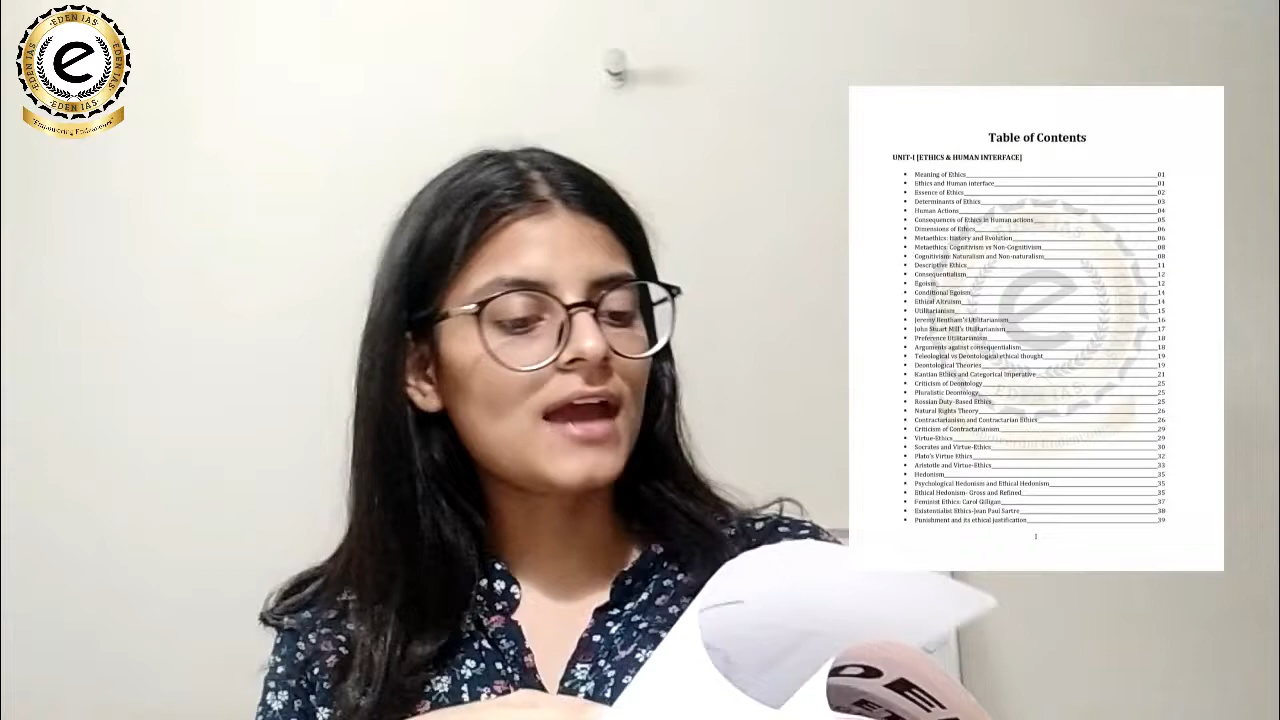 EDEN IAS
EDEN IAS
EDEN IAS
EDEN IAS
e
"Empowering Endeavours"
Table of Contents
UNIT-I [ETHICS & HUMAN INTERFACE]
• Meaning of Ethics 01
• Ethics and Human interface 01
• Essence of Ethics 02
• Determinants of Ethics 03
• Human Actions 04
• Consequences of Ethics in Human actions 05
• Dimensions of Ethics 06
• Metaethics: History and Evolution 06
• Metaethics: Cognitivism vs Non-Cognitivism 08
• Cognitivism: Naturalism and Non-naturalism 08
• Descriptive Ethics 11
• Consequentialism 12
• Egoism 12
• Conditional Egoism 14
• Ethical Altruism 14
• Utilitarianism 15
• Jeremy Bentham's Utilitarianism 16
• John Stuart Mill's Utilitarianism 17
• Preference Utilitarianism 18
• Arguments against consequentialism 18
• Teleological vs Deontological ethical thought 19
• Deontological Theories 19
• Kantian Ethics and Categorical Imperative 21
• Criticism of Deontology 25
• Pluralistic Deontology 25
• Rossian Duty-Based Ethics 25
• Natural Rights Theory 26
• Contractarianism and Contractarian Ethics 26
• Criticism of Contractarianism 29
• Virtue-Ethics 29
• Socrates and Virtue-Ethics 30
• Plato's Virtue Ethics 32
• Aristotle and Virtue-Ethics 33
• Hedonism 35
• Psychological Hedonism and Ethical Hedonism 35
• Ethical Hedonism- Gross and Refined 35
• Feminist Ethics: Carol Gilligan 37
• Existentialist Ethics-Jean Paul Sartre 38
• Punishment and its ethical justification 39
I